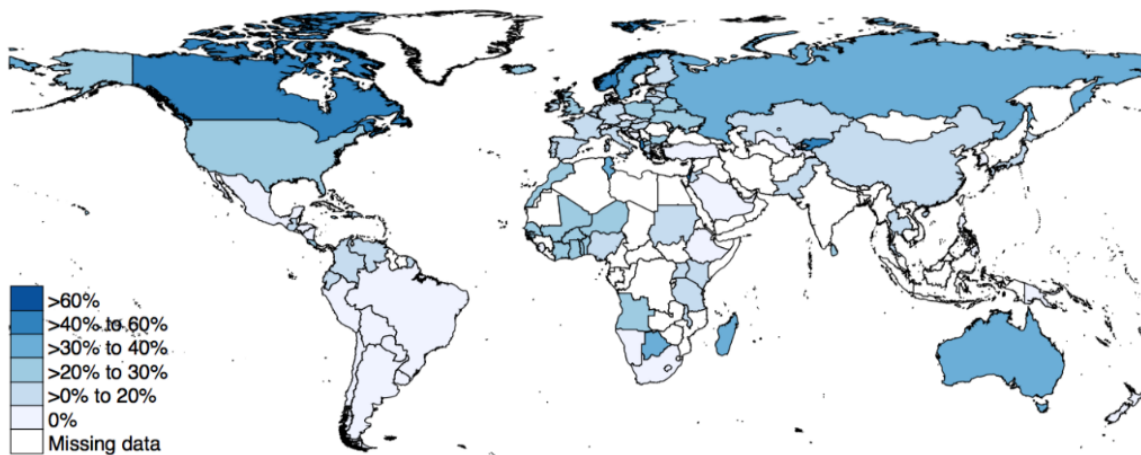 >60%
>40% to 60%
>30% to 40%
>20% to 30%
>0% to 20%
0%
Missing data